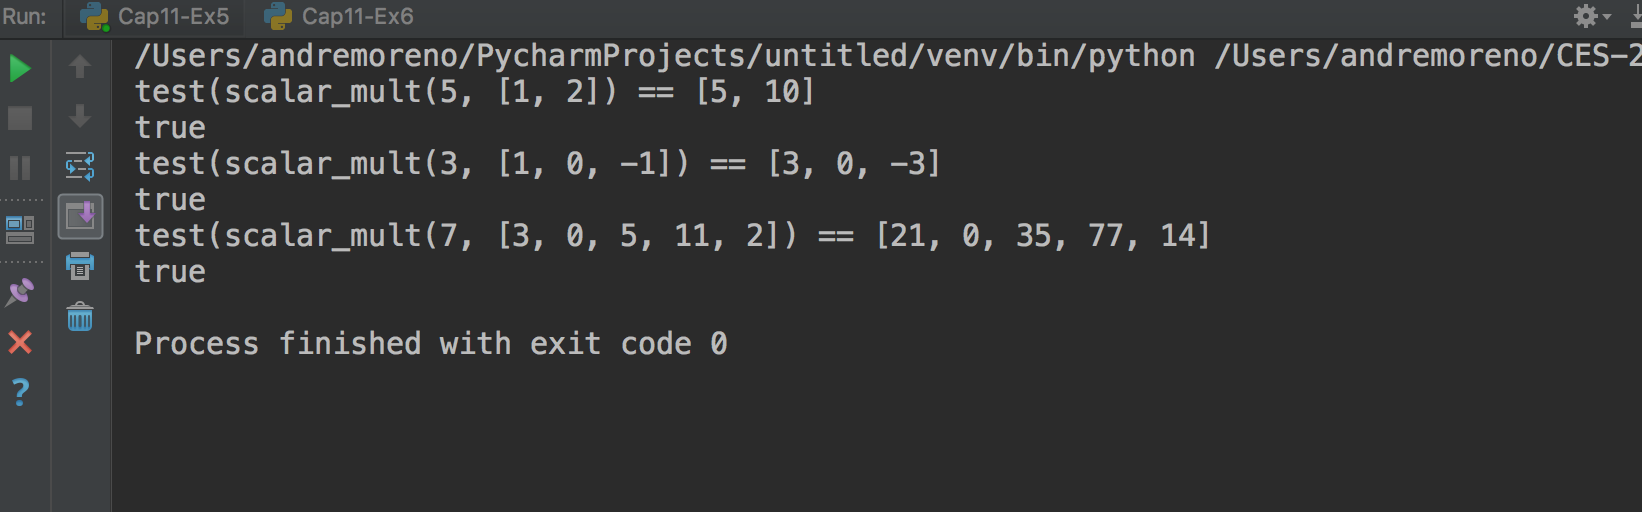 Run: Cap11-Ex5 Cap11-Ex6
/Users/andremoreno/PycharmProjects/untitled/venv/bin/python /Users/andremoreno/CES-2
test(scalar_mult(5, [1, 2]) == [5, 10]
true
test(scalar_mult(3, [1, 0, -1]) == [3, 0, -3]
true
test(scalar_mult(7, [3, 0, 5, 11, 2]) == [21, 0, 35, 77, 14]
true
Process finished with exit code 0